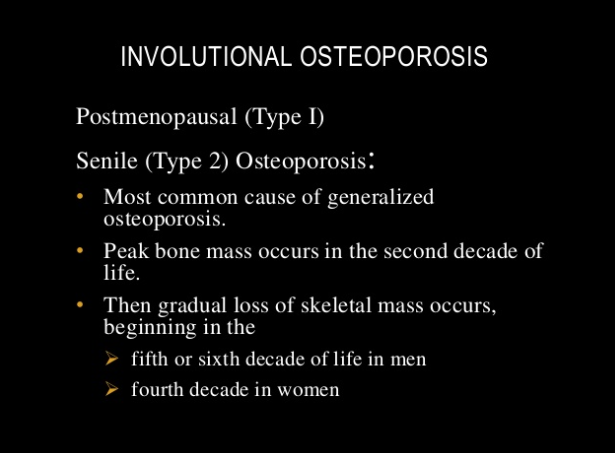 INVOLUTIONAL OSTEOPOROSIS
Postmenopausal (Type I)
Senile (Type 2) Osteoporosis:
• Most common cause of generalized
osteoporosis.
• Peak bone mass occurs in the second decade of
life.
• Then gradual loss of skeletal mass occurs,
beginning in the
➢ fifth or sixth decade of life in men
➢ fourth decade in women